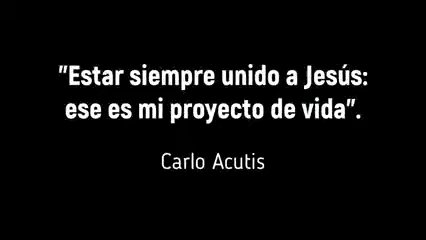 "Estar siempre unido a Jesús:
ese es mi proyecto de vida".
Carlo Acutis